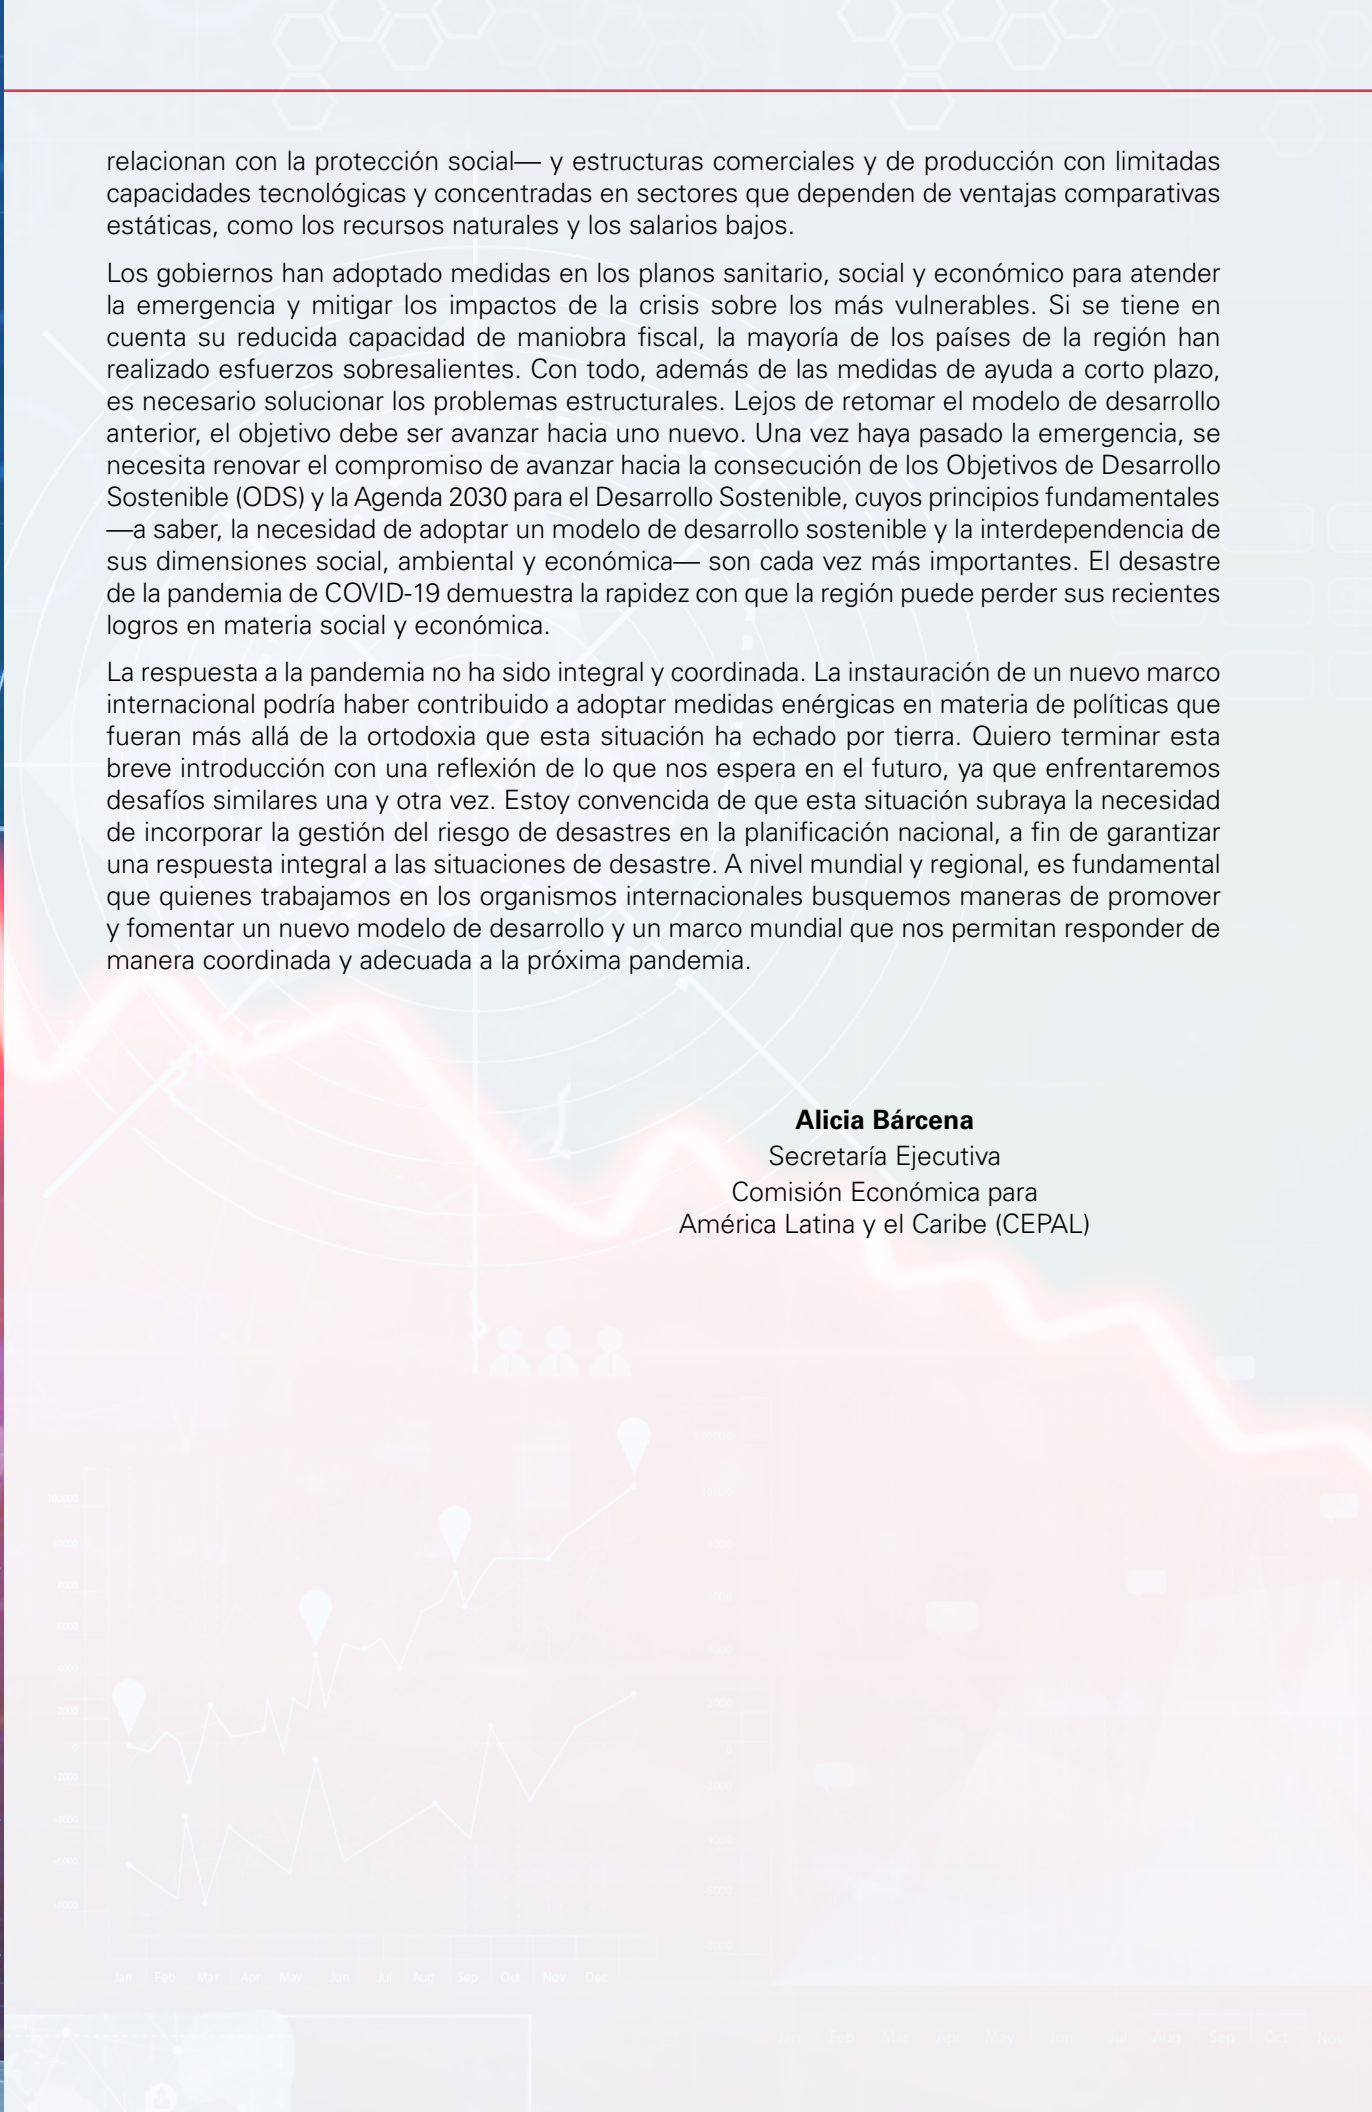 relacionan con la protección social— y estructuras comerciales y de producción con limitadas
capacidades tecnológicas y concentradas en sectores que dependen de ventajas comparativas
estáticas, como los recursos naturales y los salarios bajos.
Los gobiernos han adoptado medidas en los planos sanitario, social y económico para atender
la emergencia y mitigar los impactos de la crisis sobre los más vulnerables. Si se tiene en
cuenta su reducida capacidad de maniobra fiscal, la mayoría de los países de la región han
realizado esfuerzos sobresalientes. Con todo, además de las medidas de ayuda a corto plazo,
es necesario solucionar los problemas estructurales. Lejos de retomar el modelo de desarrollo
anterior, el objetivo debe ser avanzar hacia uno nuevo. Una vez haya pasado la emergencia, se
necesita renovar el compromiso de avanzar hacia la consecución de los Objetivos de Desarrollo
Sostenible (ODS) y la Agenda 2030 para el Desarrollo Sostenible, cuyos principios fundamentales
—a saber, la necesidad de adoptar un modelo de desarrollo sostenible y la interdependencia de
sus dimensiones social, ambiental y económica— son cada vez más importantes. El desastre
de la pandemia de COVID-19 demuestra la rapidez con que la región puede perder sus recientes
logros en materia social y económica.
La respuesta a la pandemia no ha sido integral y coordinada. La instauración de un nuevo marco
internacional podría haber contribuido a adoptar medidas enérgicas en materia de políticas que
fueran más allá de la ortodoxia que esta situación ha echado por tierra. Quiero terminar esta
breve introducción con una reflexión de lo que nos espera en el futuro, ya que enfrentaremos
desafíos similares una y otra vez. Estoy convencida de que esta situación subraya la necesidad
de incorporar la gestión del riesgo de desastres en la planificación nacional, a fin de garantizar
una respuesta integral a las situaciones de desastre. A nivel mundial y regional, es fundamental
que quienes trabajamos en los organismos internacionales busquemos maneras de promover
y fomentar un nuevo modelo de desarrollo y un marco mundial que nos permitan responder de
manera coordinada y adecuada a la próxima pandemia.
Alicia Bárcena
Secretaría Ejecutiva
Comisión Económica para
América Latina y el Caribe (CEPAL)
Jan Feb Mar Apr May Jun Jul Aug Sep Oct Nov Dec